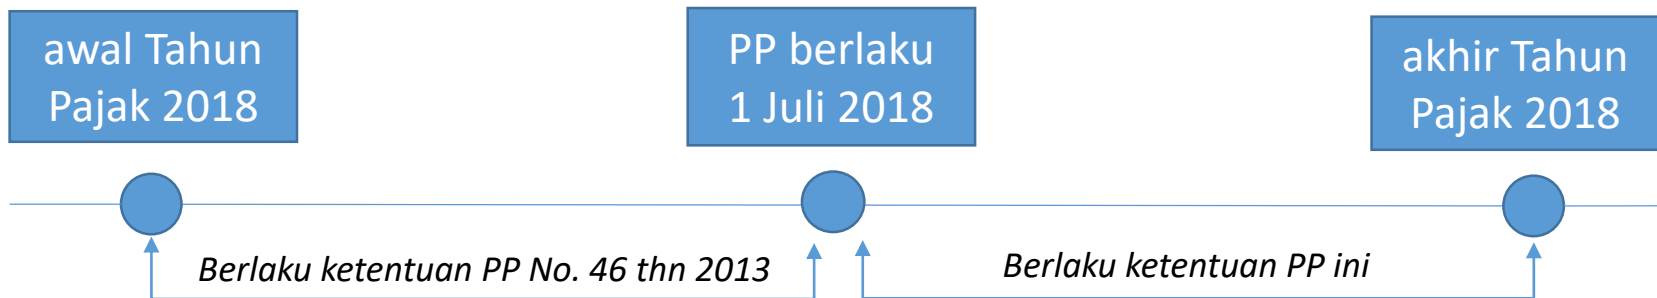 awal Tahun
Pajak 2018
PP berlaku
1 Juli 2018
akhir Tahun
Pajak 2018
Berlaku ketentuan PP No. 46 thn 2013
Berlaku ketentuan PP ini